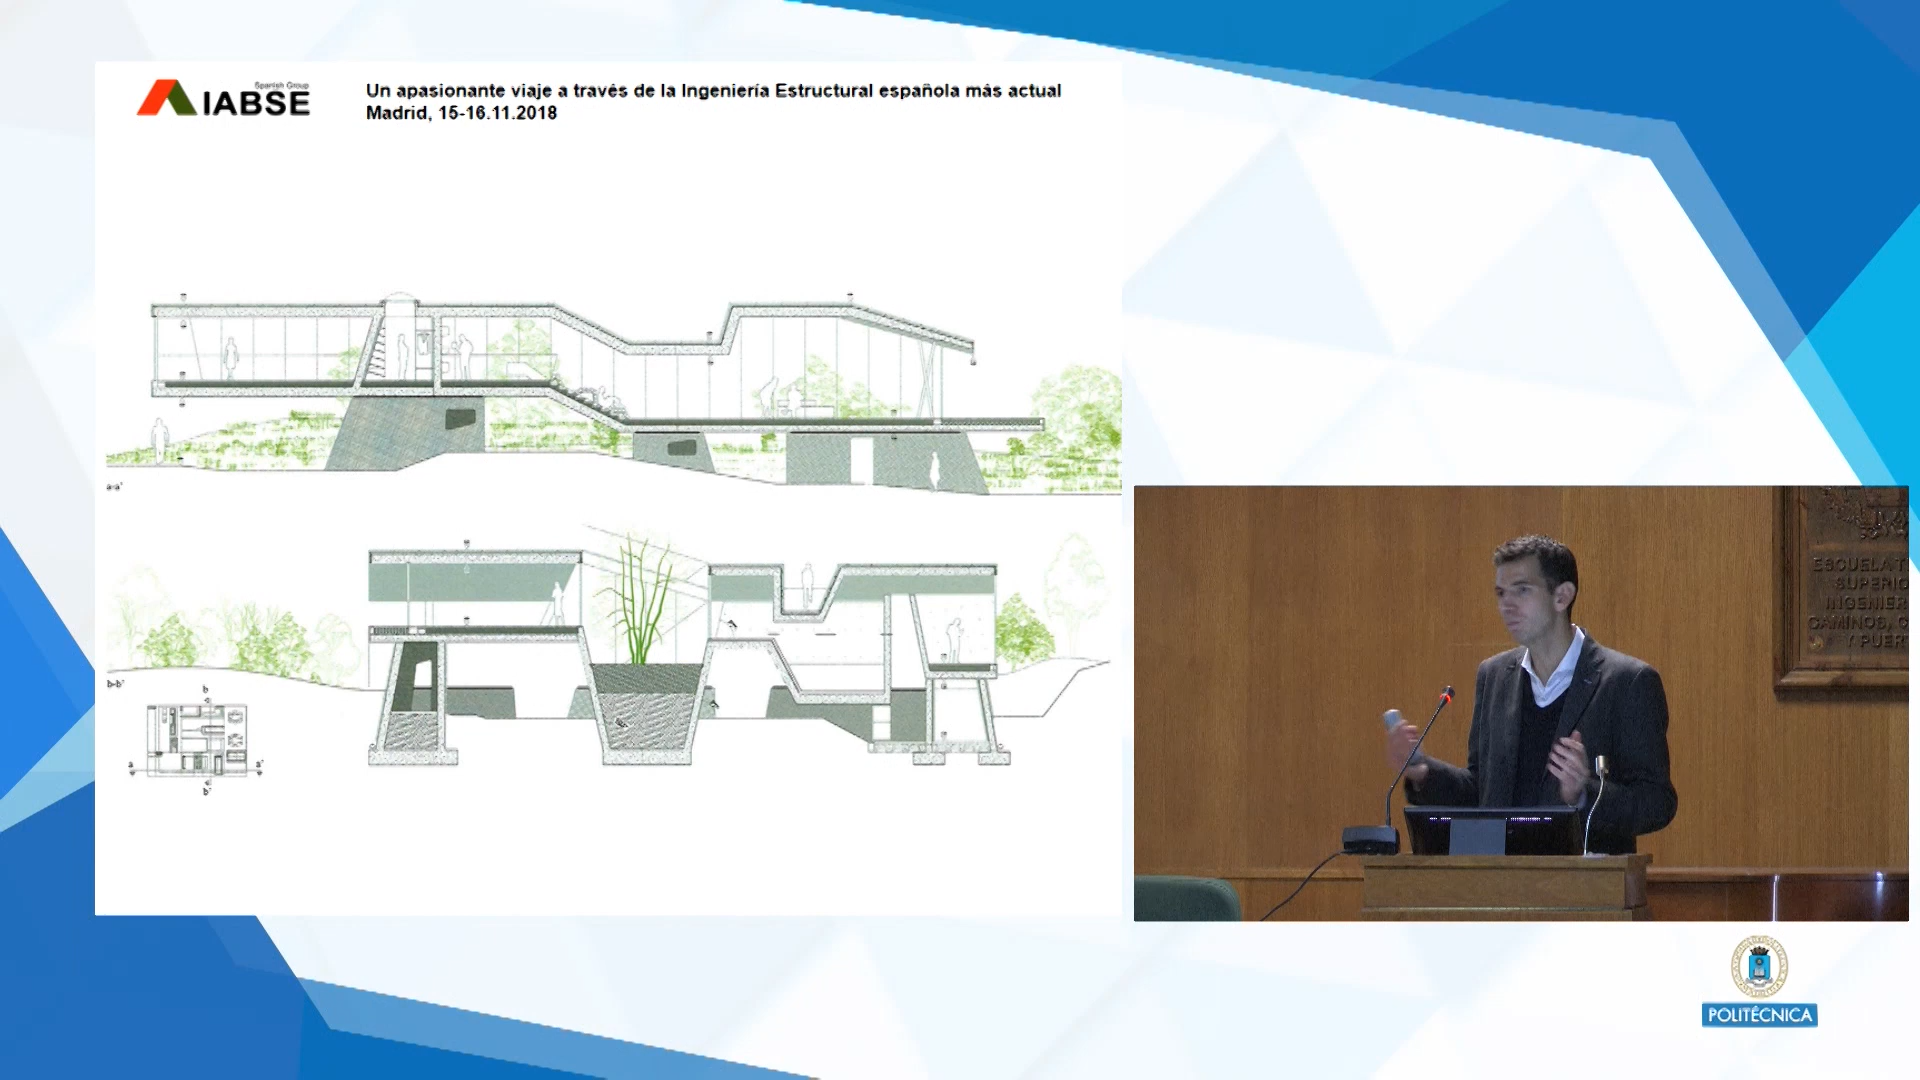 Spanish Group
IABSE
Un apasionante viaje a través de la Ingeniería Estructural española más actual
Madrid, 15-16.11.2018
a-a'
b-b'
b
a
a'
b'
ESCUELA T
SUPERIO
INGENIER
CAMINOS, C
Y PUER
POLITÉCNICA